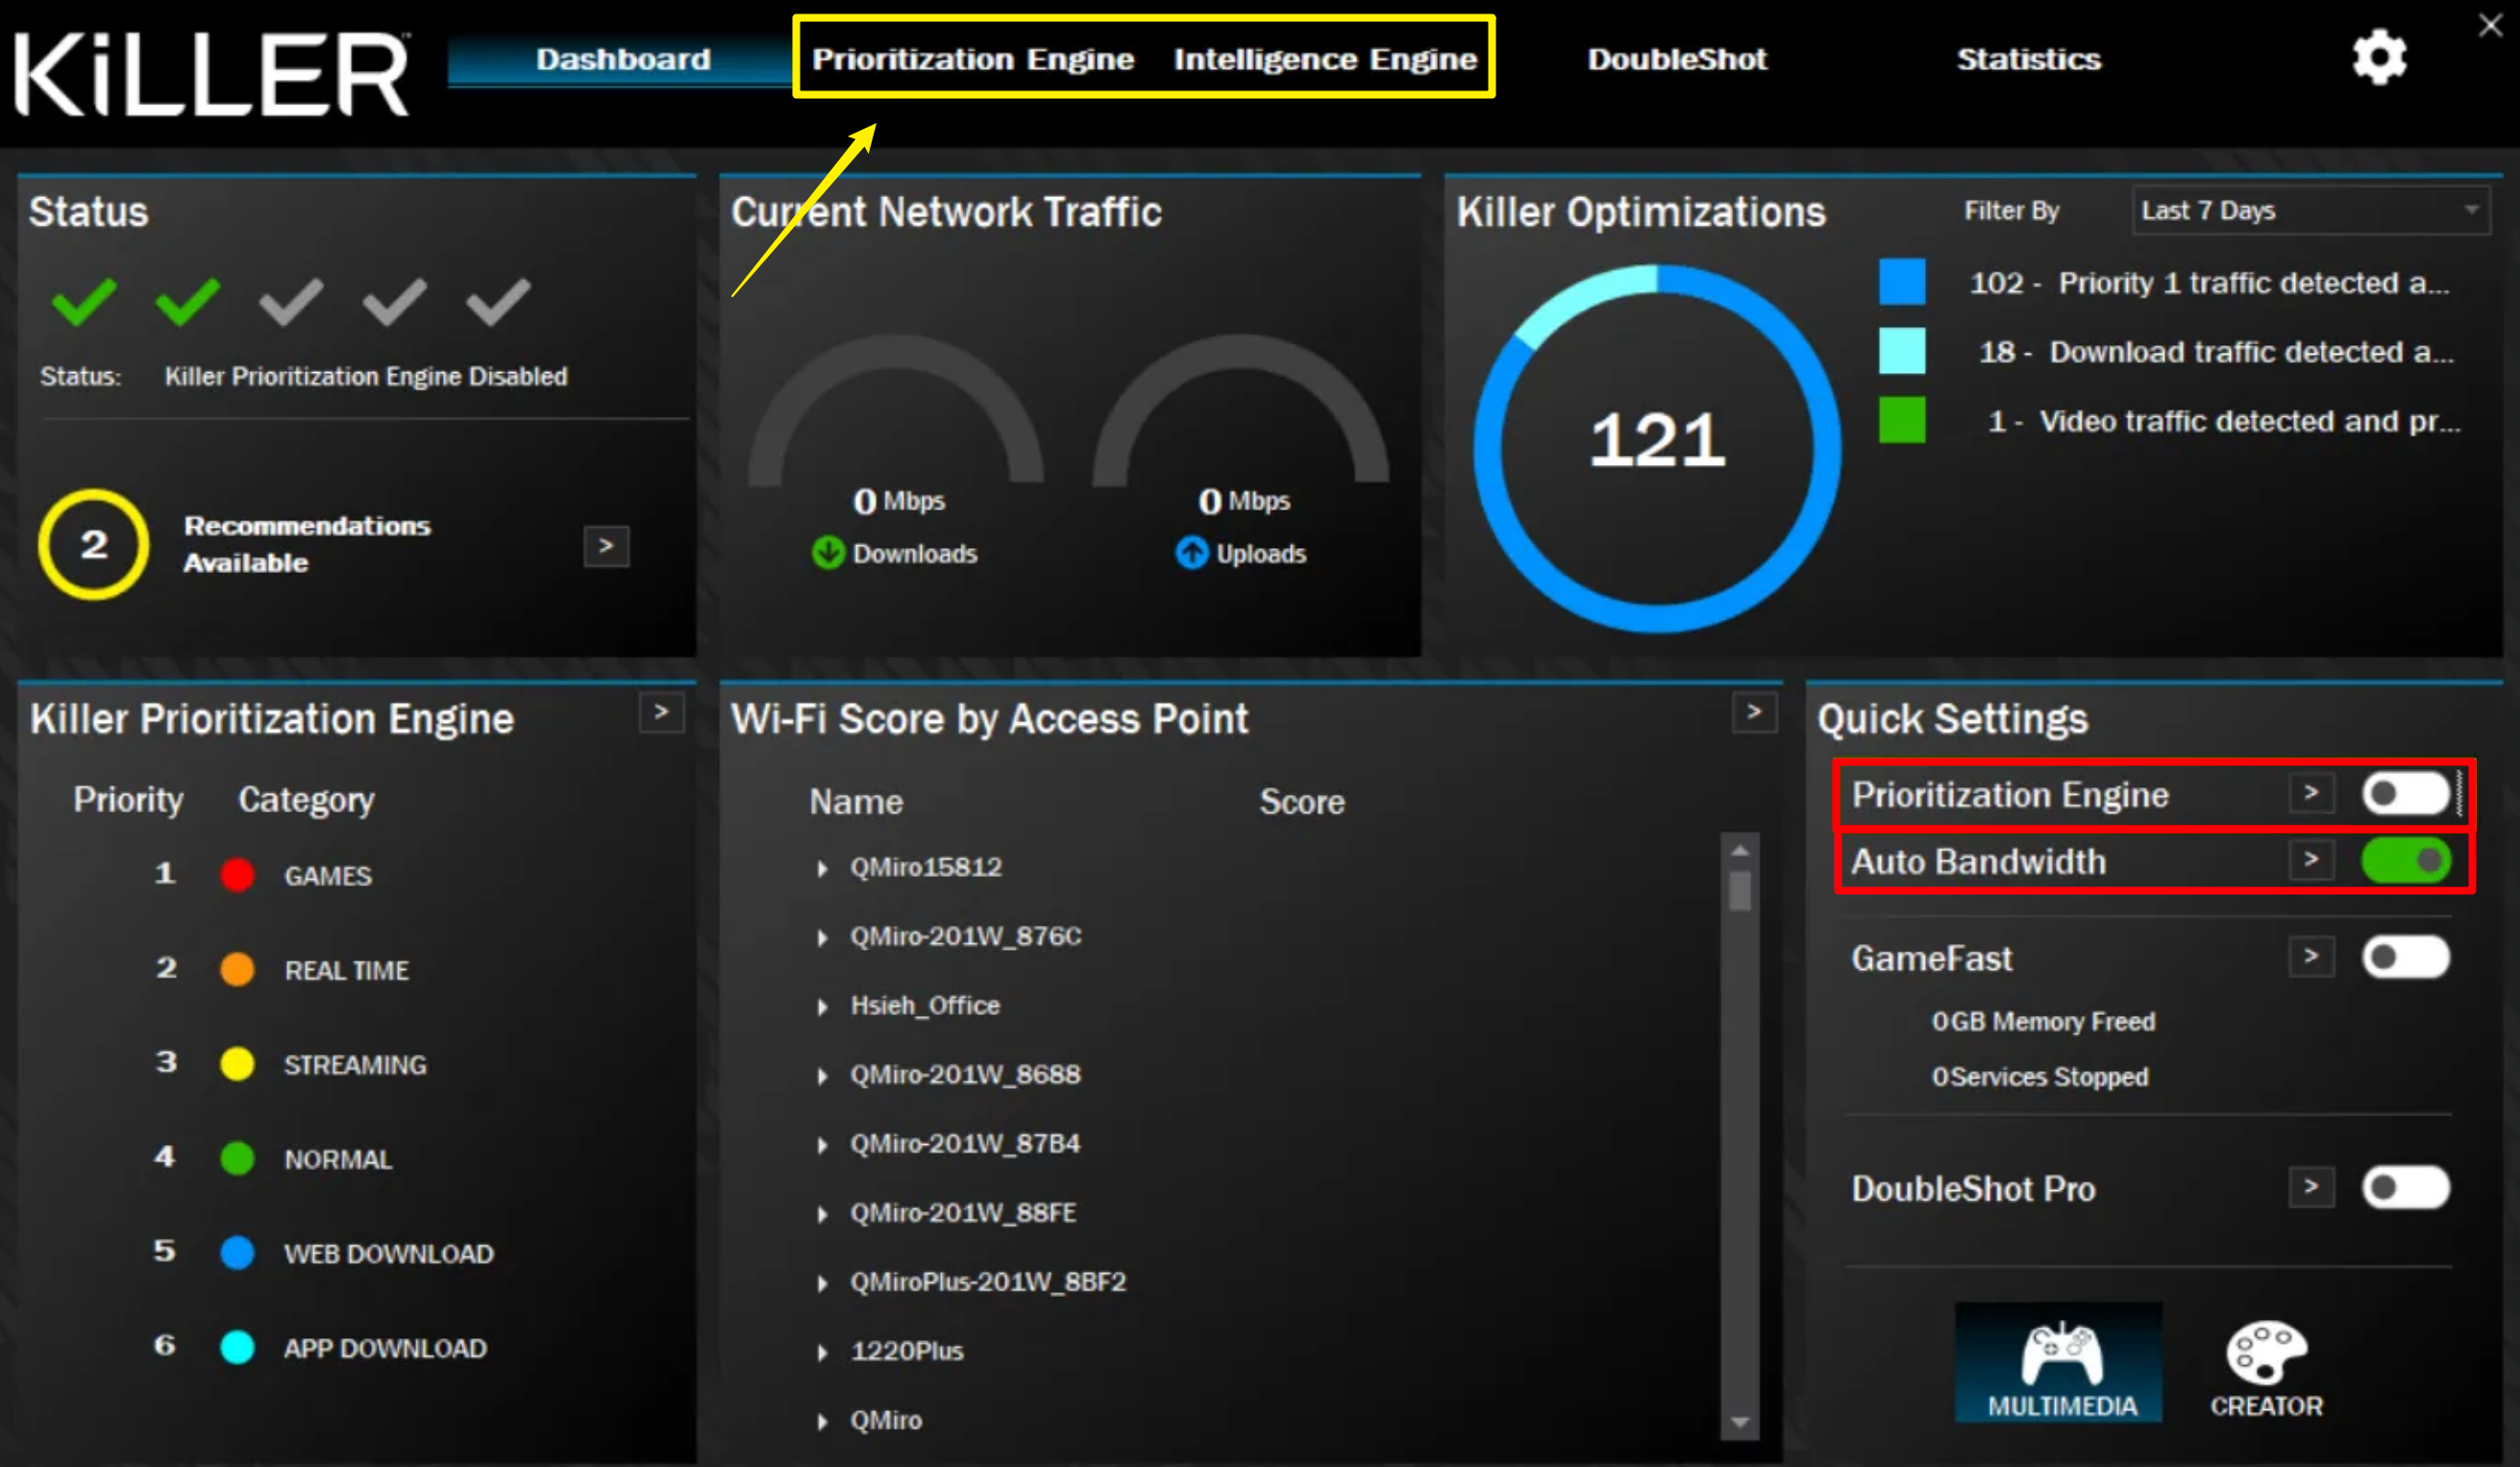 KiLLER™
Dashboard
Prioritization Engine
Intelligence Engine
DoubleShot
Statistics
Status
Status: Killer Prioritization Engine Disabled
2
Recommendations
Available
>
Current Network Traffic
0 Mbps
Downloads
0 Mbps
Uploads
Killer Optimizations
Filter By
Last 7 Days
121
102 - Priority 1 traffic detected a...
18 - Download traffic detected a...
1 - Video traffic detected and pr...
Killer Prioritization Engine >
Priority Category
1 GAMES
2 REAL TIME
3 STREAMING
4 NORMAL
5 WEB DOWNLOAD
6 APP DOWNLOAD
Wi-Fi Score by Access Point >
Name Score
QMiro15812
QMiro-201W_876C
Hsieh_Office
QMiro-201W_8688
QMiro-201W_87B4
QMiro-201W_88FE
QMiroPlus-201W_8BF2
1220Plus
QMiro
Quick Settings
Prioritization Engine >
Auto Bandwidth >
GameFast >
0GB Memory Freed
0Services Stopped
DoubleShot Pro >
MULTIMEDIA
CREATOR